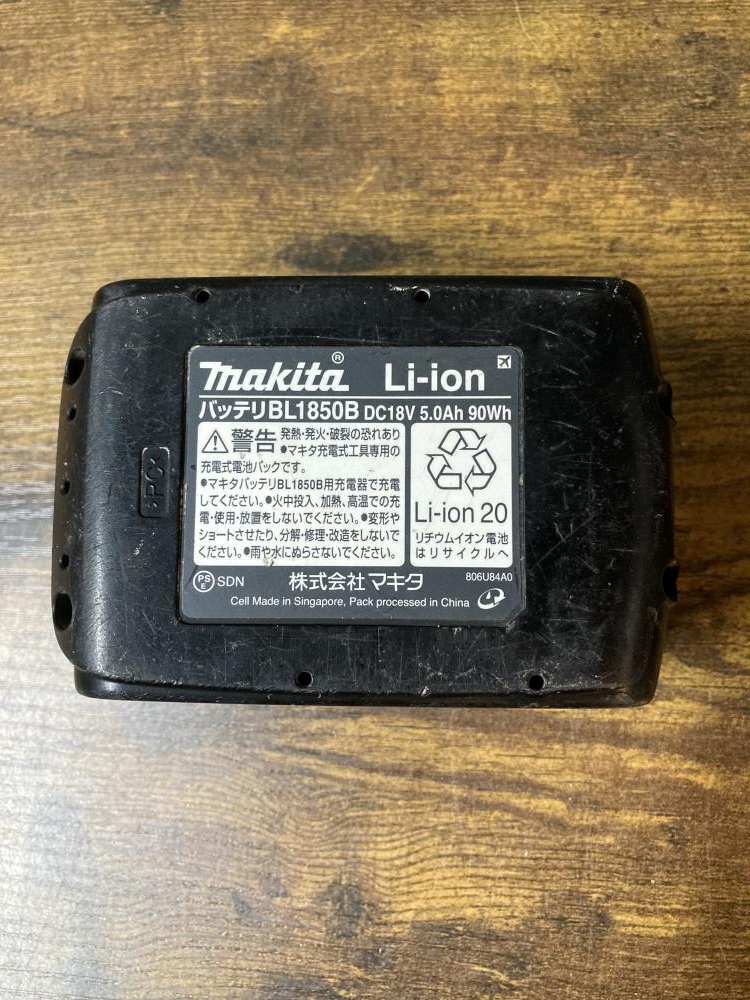 makita® Li-ion
バッテリBL1850B DC18V 5.0Ah 90Wh
警告 発熱・発火・破裂の恐れあり
●マキタ充電式工具専用の
充電式電池パックです。
●マキタバッテリBL1850B用充電器で充電
してください。●火中投入、加熱、高温での充
電・使用・放置をしないでください。●変形や
ショートさせたり、分解・修理・改造をしないで
ください。●雨や水にぬらさないでください。
Li-ion 20
リチウムイオン電池
はリサイクルへ
PS
E
SDN
株式会社マキタ
806U84A0
Cell Made in Singapore, Pack processed in China
>PC<